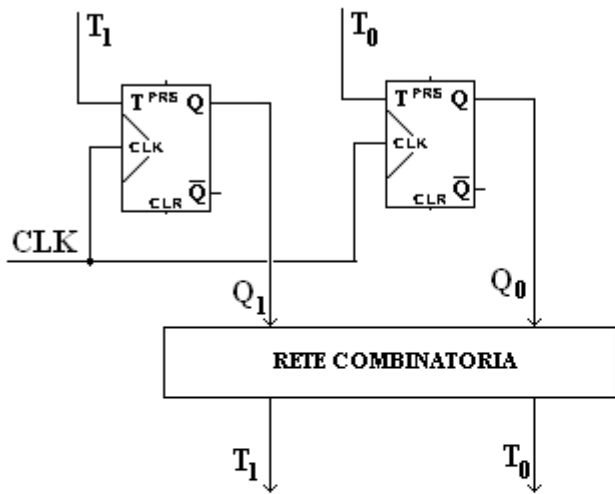 T1
T0
T PRS Q
CLK
CLR Q̅
T PRS Q
CLK
CLR Q̅
CLK
Q1
Q0
RETE COMBINATORIA
T1
T0